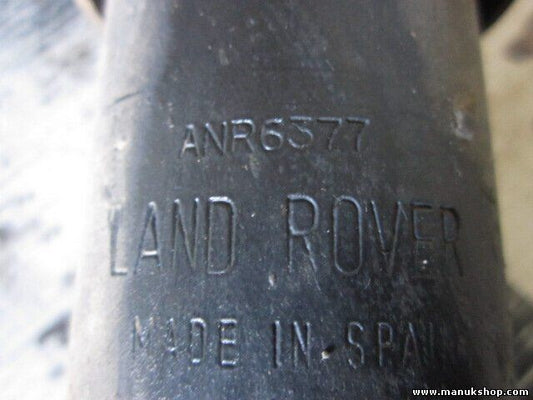 ANR6377
LAND ROVER
MADE IN SPAIN
www.manukshop.com